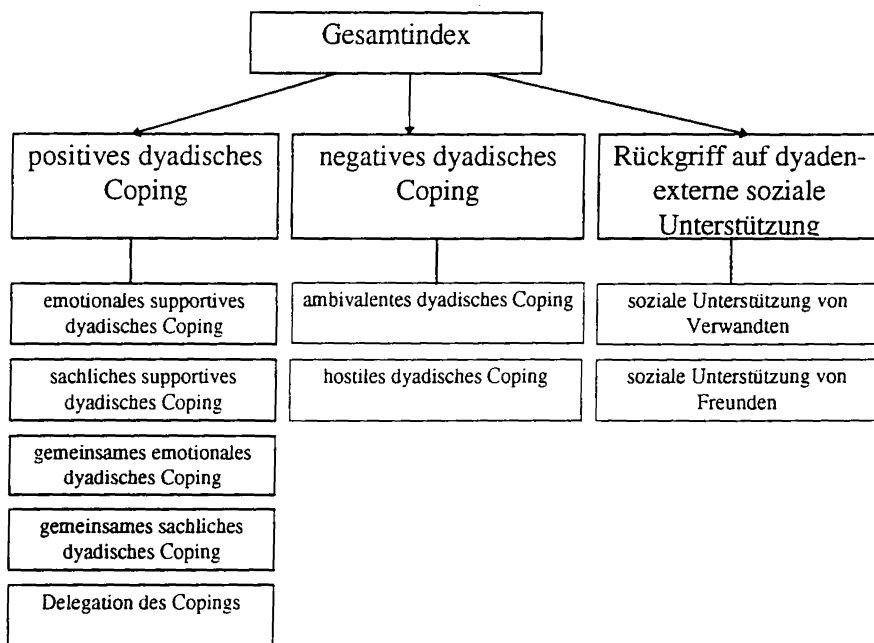 Gesamtindex
positives dyadisches
Coping
negatives dyadisches
Coping
Rückgriff auf dyaden-
externe soziale
Unterstützung
emotionales supportives
dyadisches Coping
sachliches supportives
dyadisches Coping
gemeinsames emotionales
dyadisches Coping
gemeinsames sachliches
dyadisches Coping
Delegation des Copings
ambivalentes dyadisches Coping
hostiles dyadisches Coping
soziale Unterstützung von
Verwandten
soziale Unterstützung von
Freunden